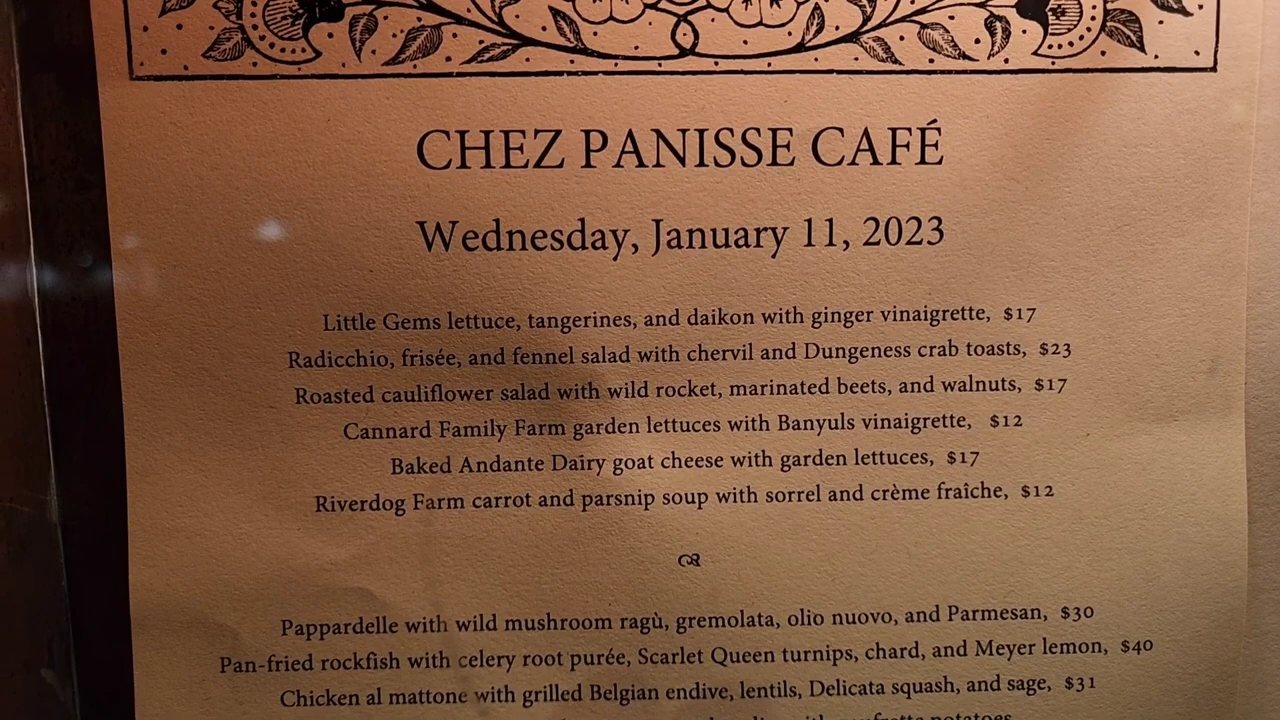 CHEZ PANISSE CAFÉ
Wednesday, January 11, 2023
Little Gems lettuce, tangerines, and daikon with ginger vinaigrette, $17
Radicchio, frisée, and fennel salad with chervil and Dungeness crab toasts, $23
Roasted cauliflower salad with wild rocket, marinated beets, and walnuts, $17
Cannard Family Farm garden lettuces with Banyuls vinaigrette, $12
Baked Andante Dairy goat cheese with garden lettuces, $17
Riverdog Farm carrot and parsnip soup with sorrel and crème fraîche, $12
Pappardelle with wild mushroom ragù, gremolata, olio nuovo, and Parmesan, $30
Pan-fried rockfish with celery root purée, Scarlet Queen turnips, chard, and Meyer lemon, $40
Chicken al mattone with grilled Belgian endive, lentils, Delicata squash, and sage, $31
potatoes